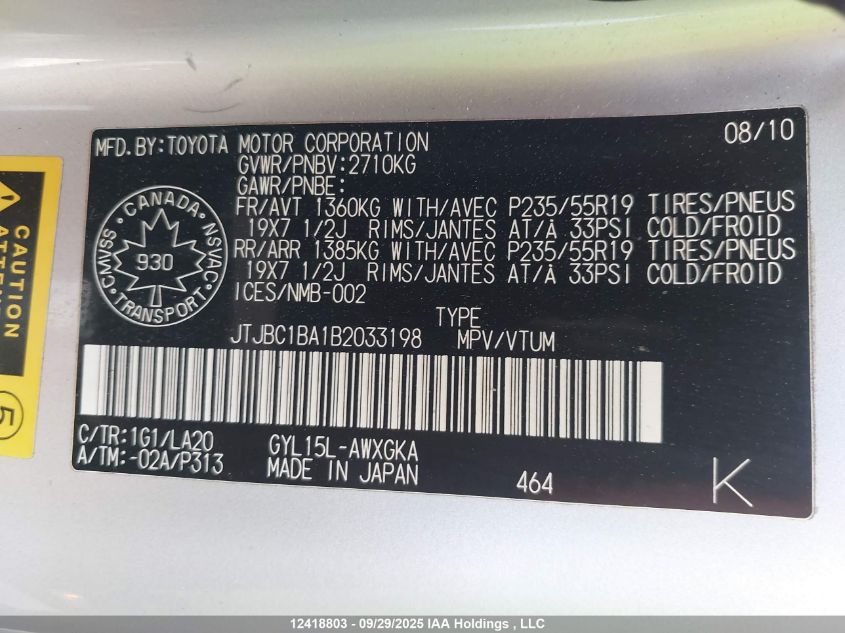 MFD.BY:TOYOTA MOTOR CORPORATION 08/10
GVWR/PNBV:2710KG
GAWR/PNBE:
FR/AVT 1360KG WITH/AVEC P235/55R19 TIRES/PNEUS
19X7 1/2J RIMS/JANTES AT/À 33PSI COLD/FROID
RR/ARR 1385KG WITH/AVEC P235/55R19 TIRES/PNEUS
19X7 1/2J RIMS/JANTES AT/À 33PSI COLD/FROID
ICES/NMB-002
CANADA
CMVSS NSVAC
930
TRANSPORT
TYPE
JTJBC1BA1B2033198 MPV/VTUM
C/TR:1G1/LA20 GYL15L-AWXGKA
A/TM:-02A/P313 MADE IN JAPAN 464 K
CAUTION
ATTENTION
5
12418803 - 09/29/2025 IAA Holdings , LLC